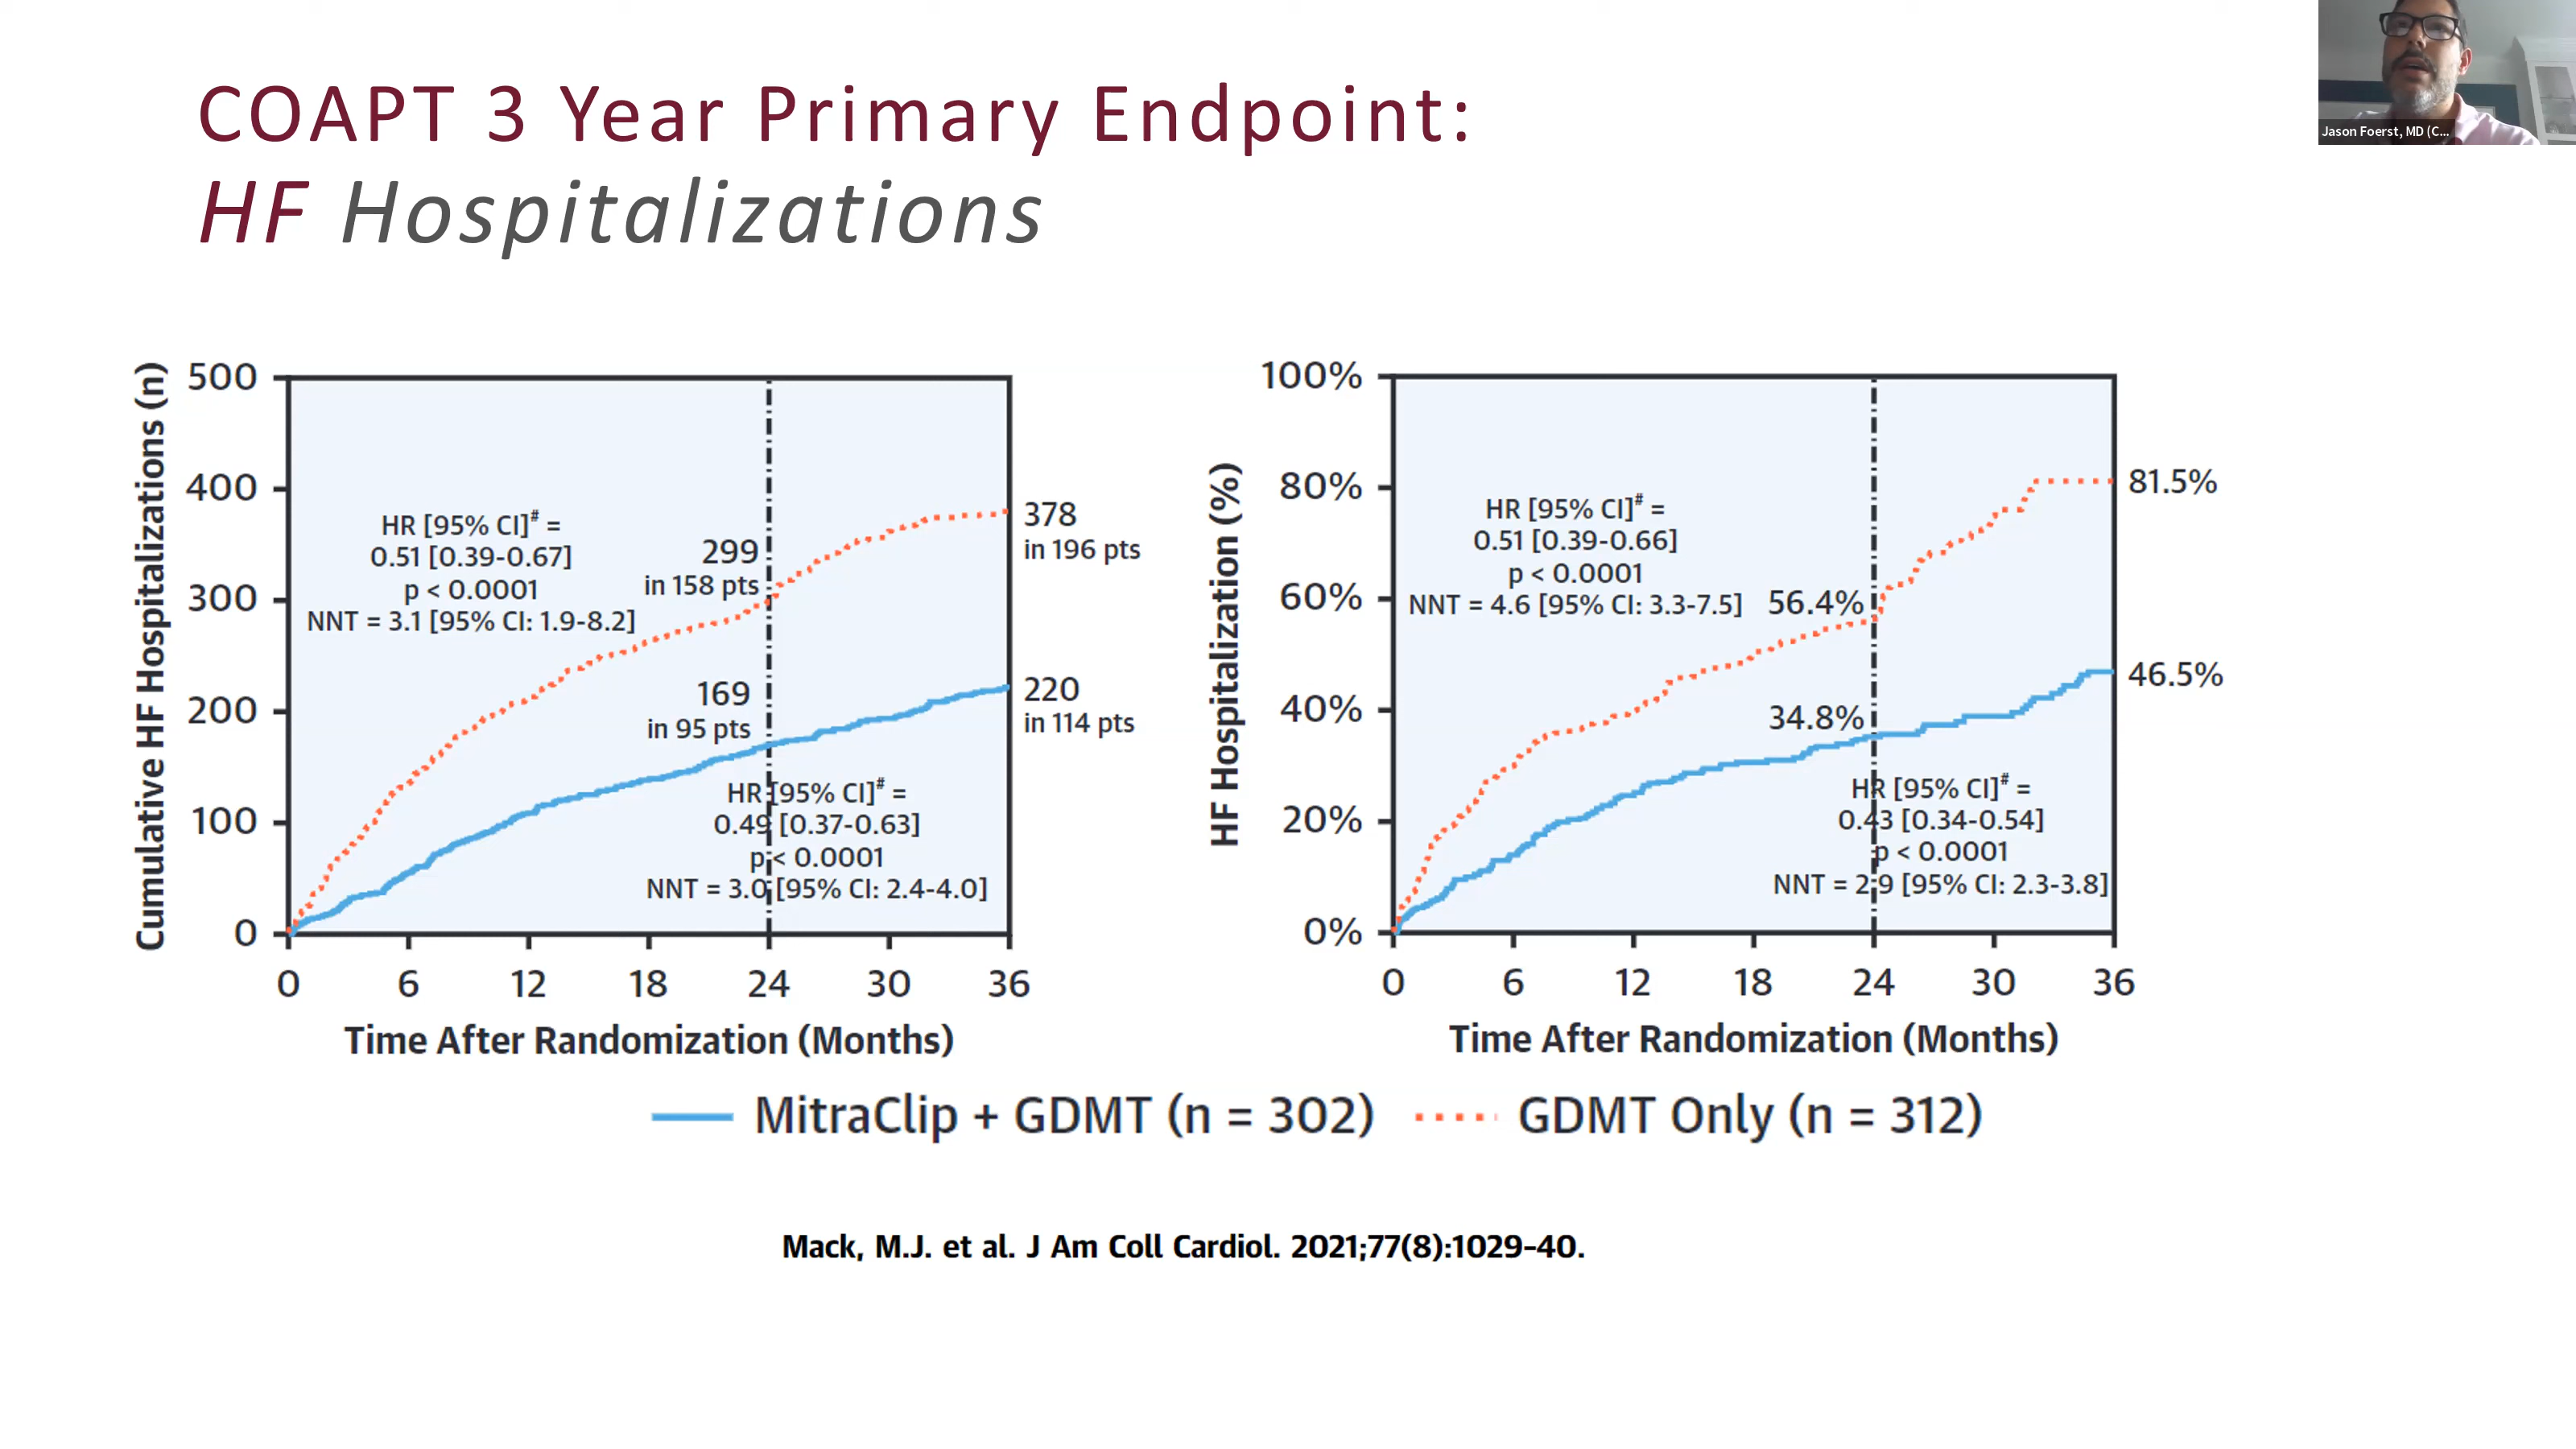 COAPT 3 Year Primary Endpoint:
HF Hospitalizations
Jason Foerst, MD (C...
Cumulative HF Hospitalizations (n)
500
400
300
200
100
0
HR [95% CI]# =
0.51 [0.39-0.67]
p < 0.0001
NNT = 3.1 [95% CI: 1.9-8.2]
299
in 158 pts
169
in 95 pts
378
in 196 pts
220
in 114 pts
HR [95% CI]# =
0.49 [0.37-0.63]
p < 0.0001
NNT = 3.0 [95% CI: 2.4-4.0]
0 6 12 18 24 30 36
Time After Randomization (Months)
HF Hospitalization (%)
100%
80%
60%
40%
20%
0%
HR [95% CI]# =
0.51 [0.39-0.66]
p < 0.0001
NNT = 4.6 [95% CI: 3.3-7.5]
56.4%
34.8%
81.5%
46.5%
HR [95% CI]# =
0.43 [0.34-0.54]
p < 0.0001
NNT = 2.9 [95% CI: 2.3-3.8]
0 6 12 18 24 30 36
Time After Randomization (Months)
MitraClip + GDMT (n = 302) GDMT Only (n = 312)
Mack, M.J. et al. J Am Coll Cardiol. 2021;77(8):1029-40.